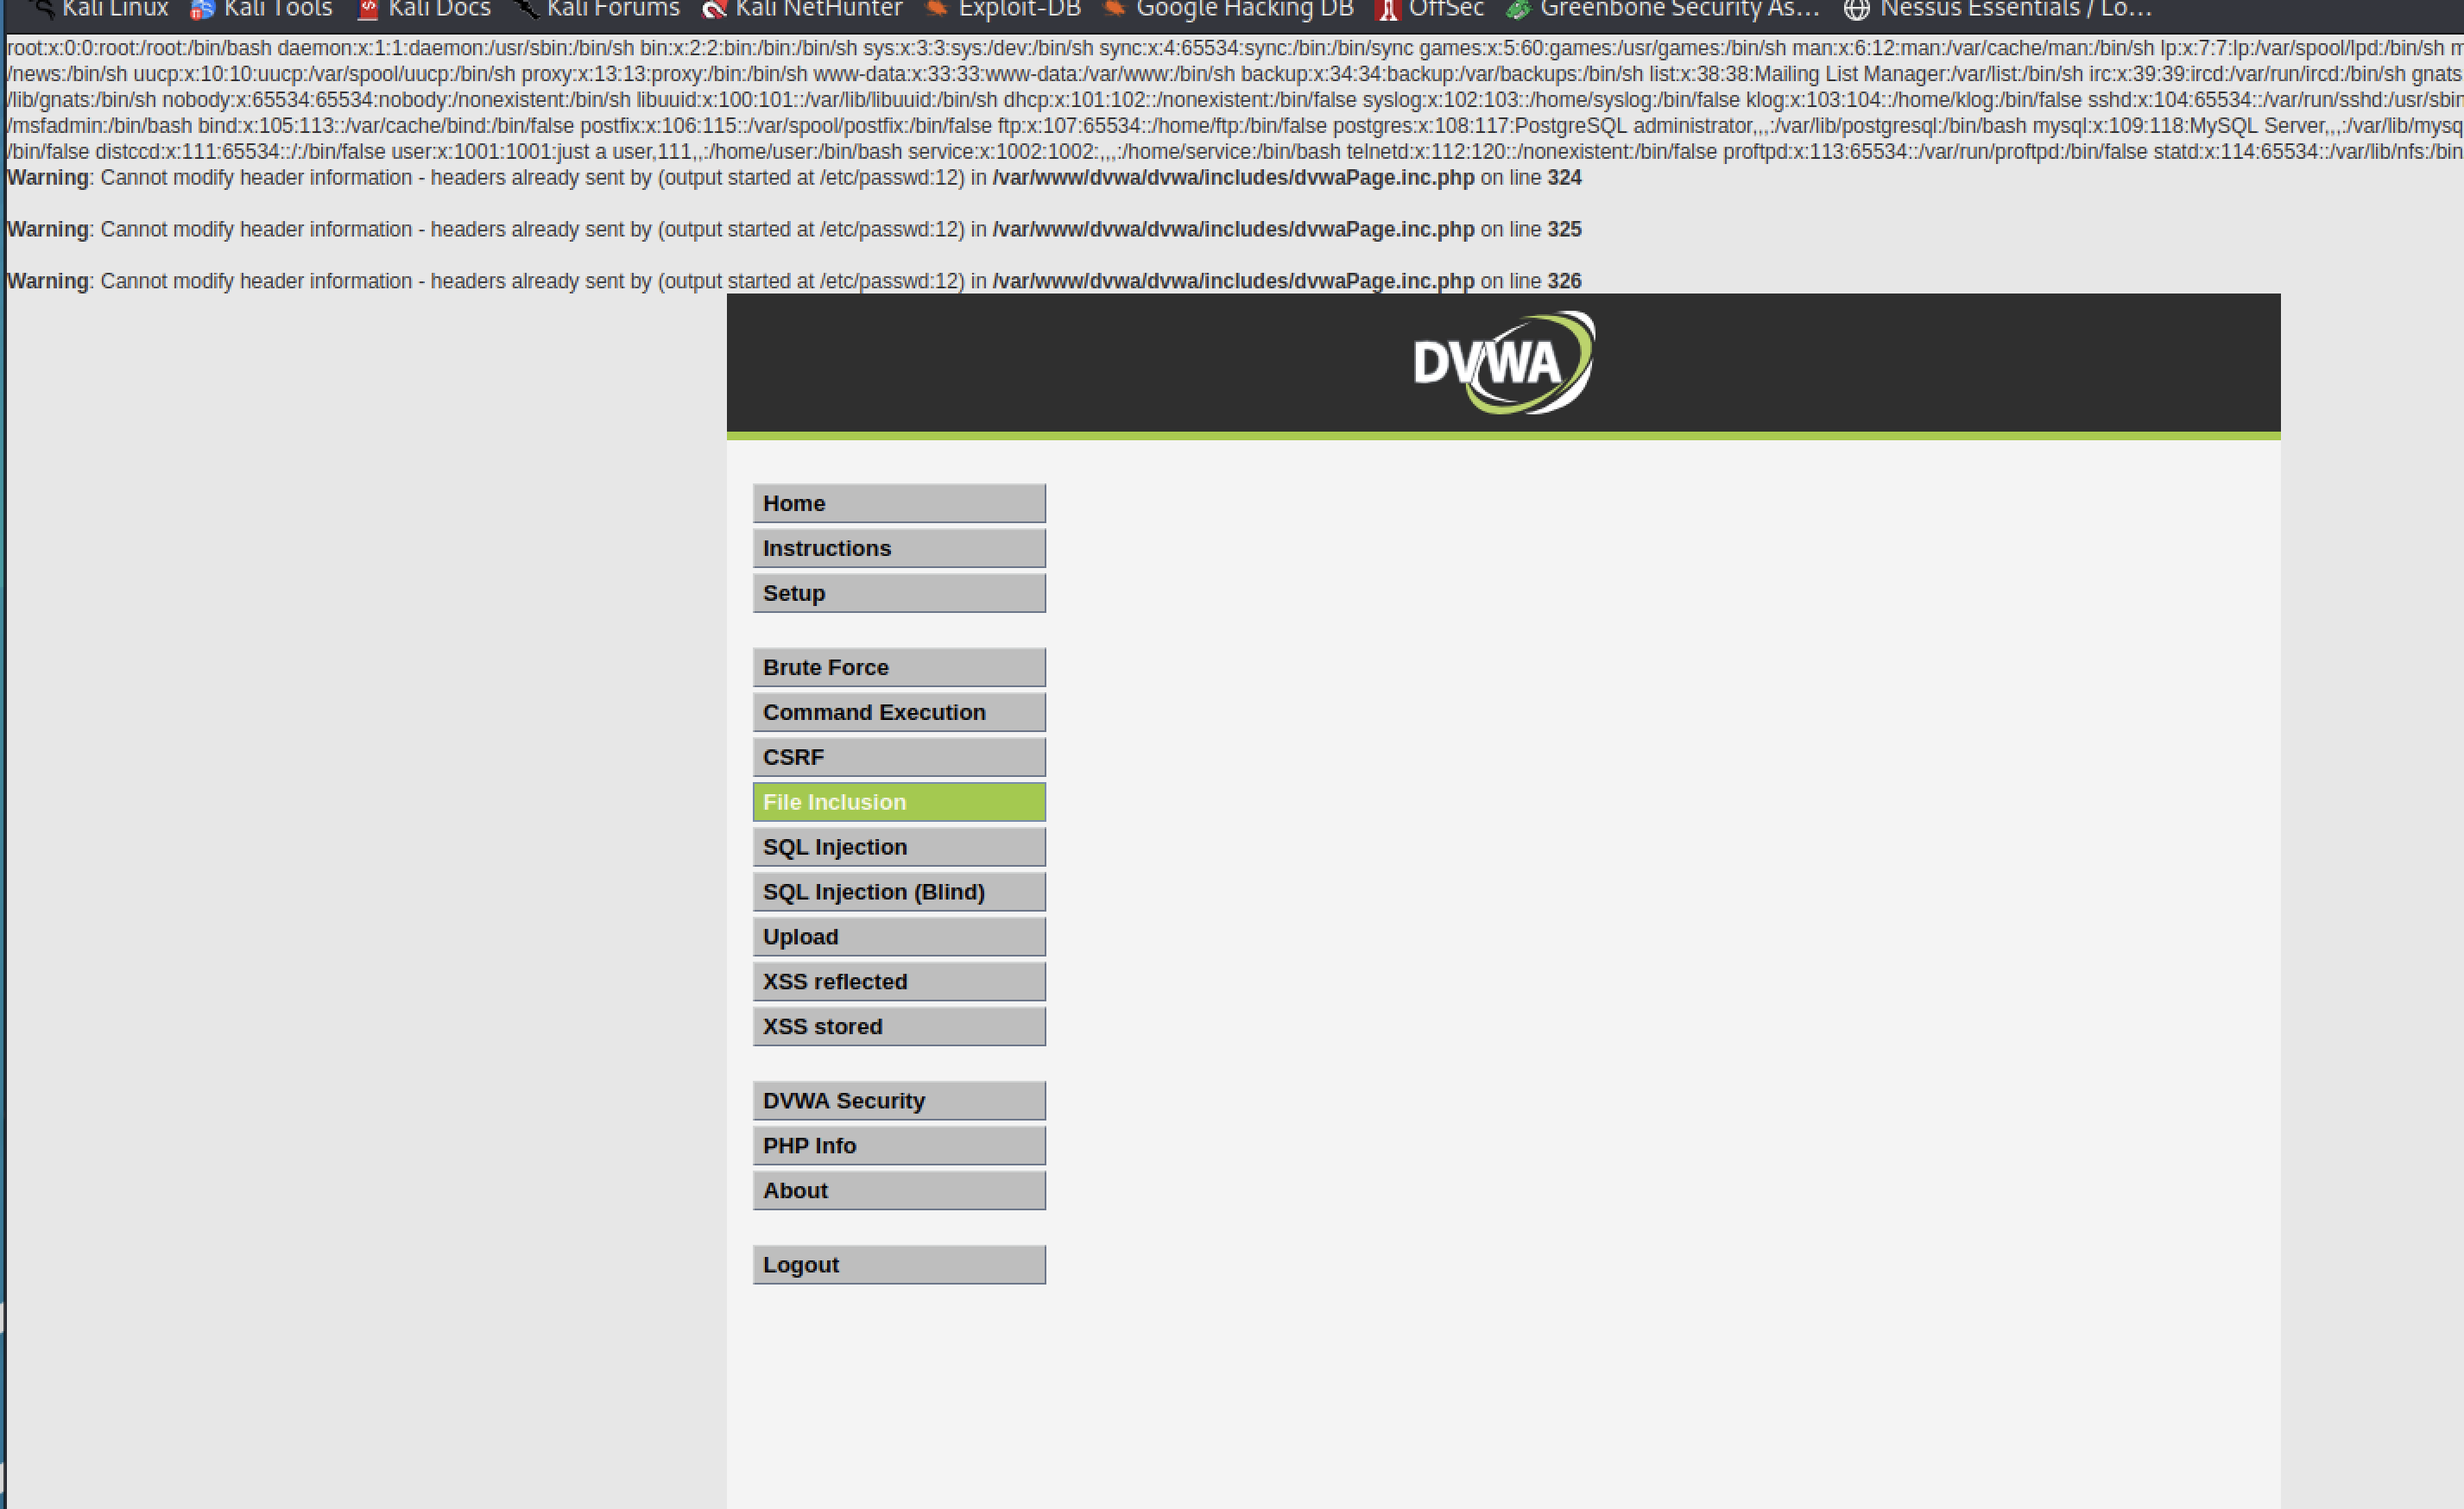 Kali Linux Kali Tools Kali Docs Kali Forums Kali NetHunter Exploit-DB Google Hacking DB OffSec Greenbone Security As… Nessus Essentials / Lo…
root:x:0:0:root:/root:/bin/bash daemon:x:1:1:daemon:/usr/sbin:/bin/sh bin:x:2:2:bin:/bin:/bin/sh sys:x:3:3:sys:/dev:/bin/sh sync:x:4:65534:sync:/bin:/bin/sync games:x:5:60:games:/usr/games:/bin/sh man:x:6:12:man:/var/cache/man:/bin/sh lp:x:7:7:lp:/var/spool/lpd:/bin/sh
/news:/bin/sh uucp:x:10:10:uucp:/var/spool/uucp:/bin/sh proxy:x:13:13:proxy:/bin:/bin/sh www-data:x:33:33:www-data:/var/www:/bin/sh backup:x:34:34:backup:/var/backups:/bin/sh list:x:38:38:Mailing List Manager:/var/list:/bin/sh irc:x:39:39:ircd:/var/run/ircd:/bin/sh gnats
/lib/gnats:/bin/sh nobody:x:65534:65534:nobody:/nonexistent:/bin/sh libuuid:x:100:101::/var/lib/libuuid:/bin/sh dhcp:x:101:102::/nonexistent:/bin/false syslog:x:102:103::/home/syslog:/bin/false klog:x:103:104::/home/klog:/bin/false sshd:x:104:65534::/var/run/sshd:/usr/sbin
/msfadmin:/bin/bash bind:x:105:113::/var/cache/bind:/bin/false postfix:x:106:115::/var/spool/postfix:/bin/false ftp:x:107:65534::/home/ftp:/bin/false postgres:x:108:117:PostgreSQL administrator,,,:/var/lib/postgresql:/bin/bash mysql:x:109:118:MySQL Server,,,:/var/lib/mysq
/bin/false distccd:x:111:65534::/:/bin/false user:x:1001:1001:just a user,111,,:/home/user:/bin/bash service:x:1002:1002:,,,:/home/service:/bin/bash telnetd:x:112:120::/nonexistent:/bin/false proftpd:x:113:65534::/var/run/proftpd:/bin/false statd:x:114:65534::/var/lib/nfs:/bin
Warning: Cannot modify header information - headers already sent by (output started at /etc/passwd:12) in /var/www/dvwa/dvwa/includes/dvwaPage.inc.php on line 324
Warning: Cannot modify header information - headers already sent by (output started at /etc/passwd:12) in /var/www/dvwa/dvwa/includes/dvwaPage.inc.php on line 325
Warning: Cannot modify header information - headers already sent by (output started at /etc/passwd:12) in /var/www/dvwa/dvwa/includes/dvwaPage.inc.php on line 326
DVWA
Home
Instructions
Setup
Brute Force
Command Execution
CSRF
File Inclusion
SQL Injection
SQL Injection (Blind)
Upload
XSS reflected
XSS stored
DVWA Security
PHP Info
About
Logout